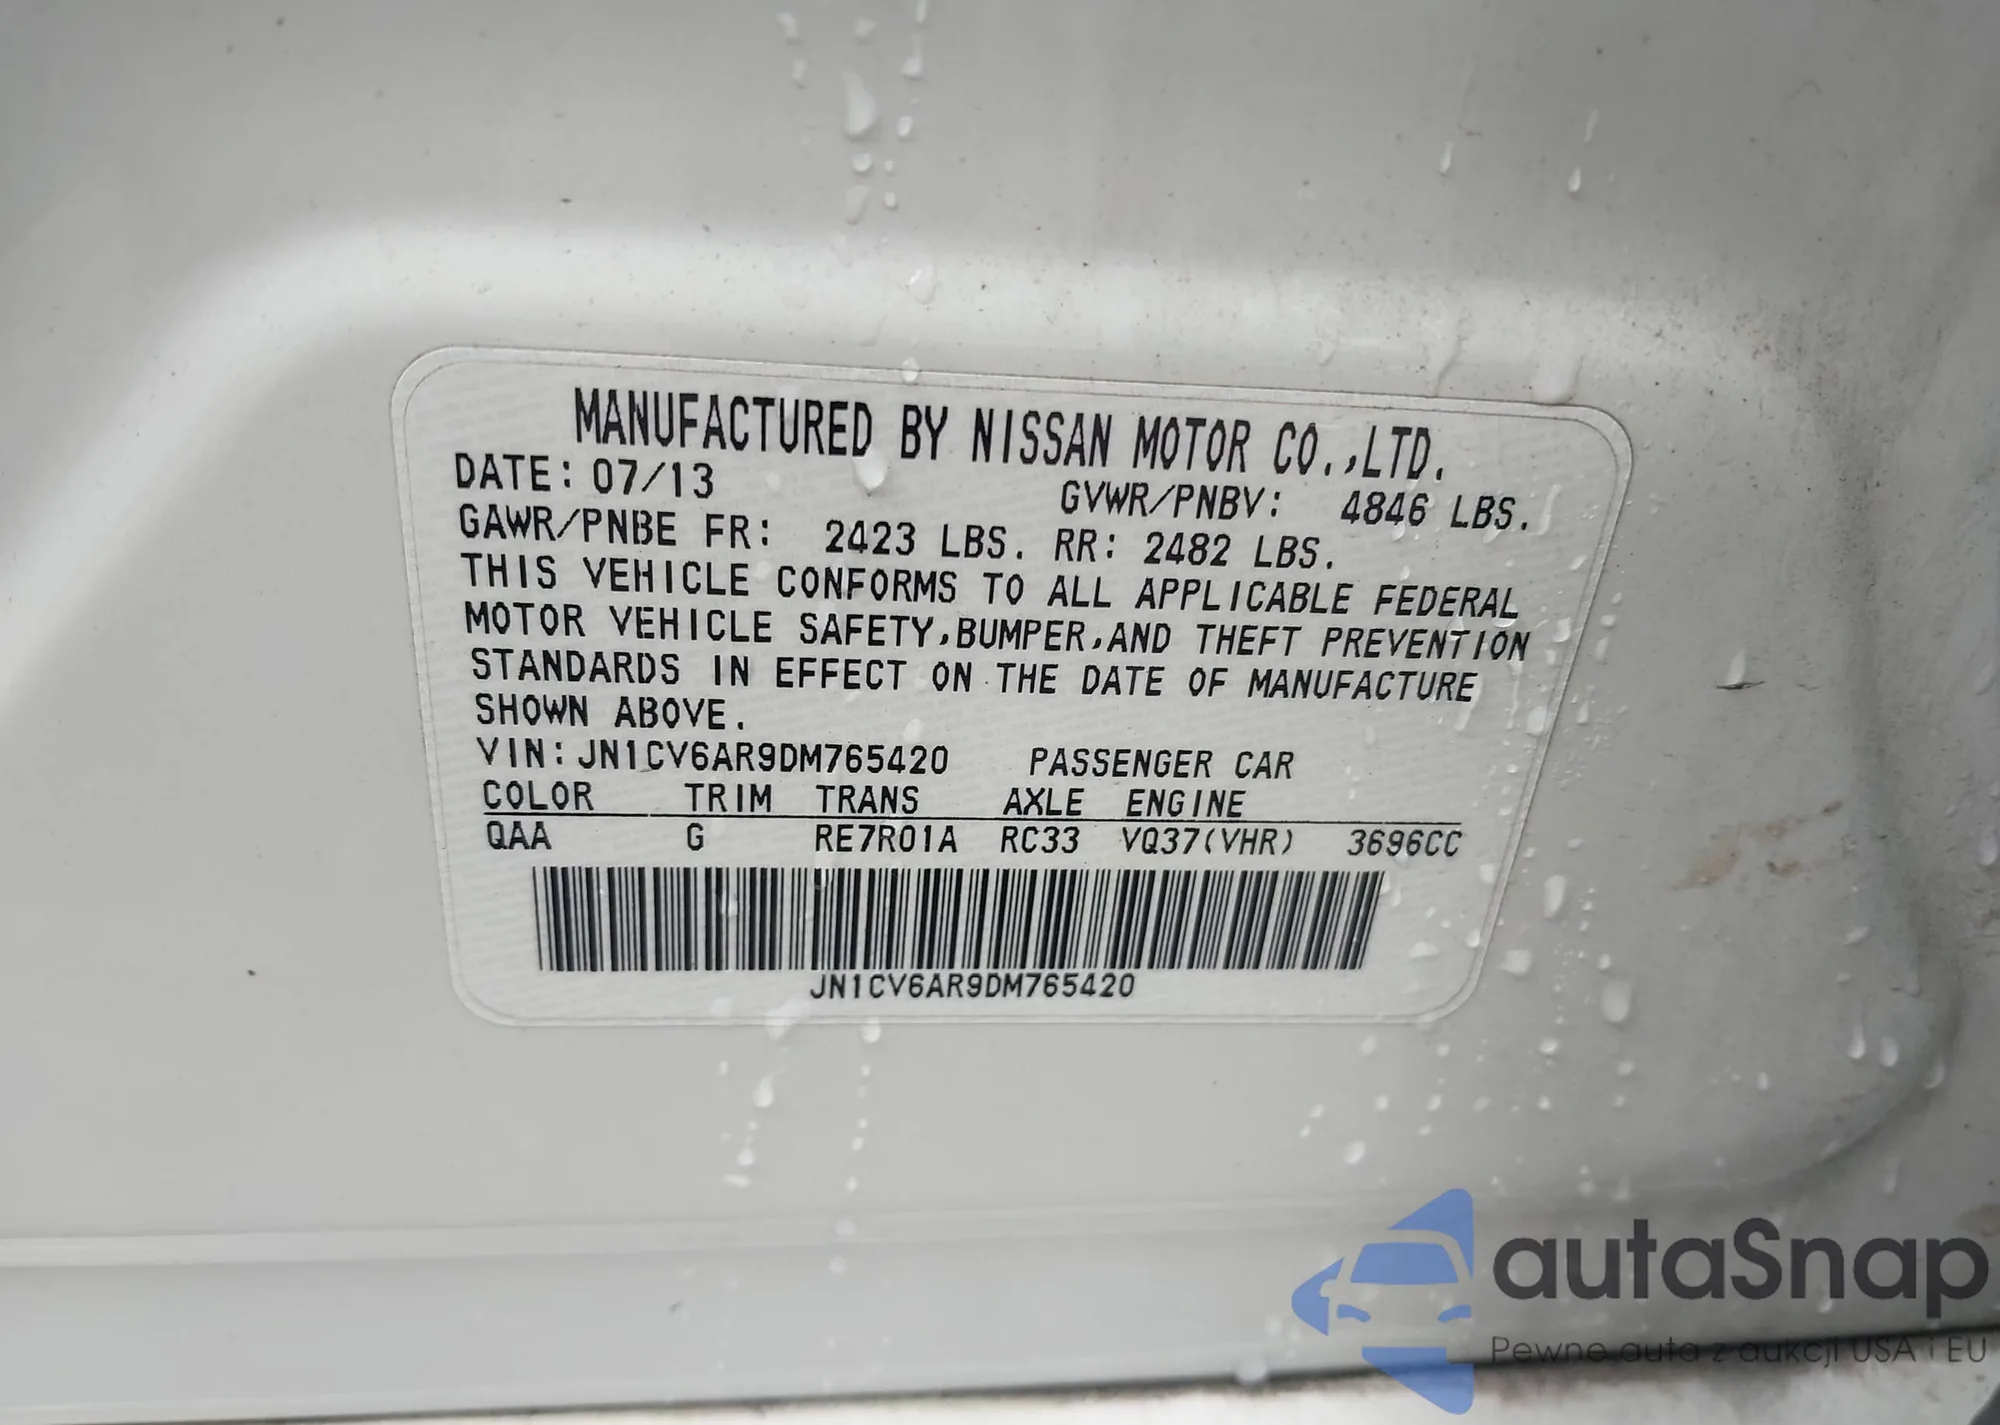 MANUFACTURED BY NISSAN MOTOR CO.,LTD.
DATE: 07/13 GVWR/PNBV: 4846 LBS.
GAWR/PNBE FR: 2423 LBS. RR: 2482 LBS.
THIS VEHICLE CONFORMS TO ALL APPLICABLE FEDERAL
MOTOR VEHICLE SAFETY,BUMPER,AND THEFT PREVENTION
STANDARDS IN EFFECT ON THE DATE OF MANUFACTURE
SHOWN ABOVE.
VIN:JN1CV6AR9DM765420 PASSENGER CAR
COLOR TRIM TRANS AXLE ENGINE
QAA G RE7R01A RC33 VQ37(VHR) 3696CC
JN1CV6AR9DM765420
autaSnap
Pewne auta z aukcji USA i EU